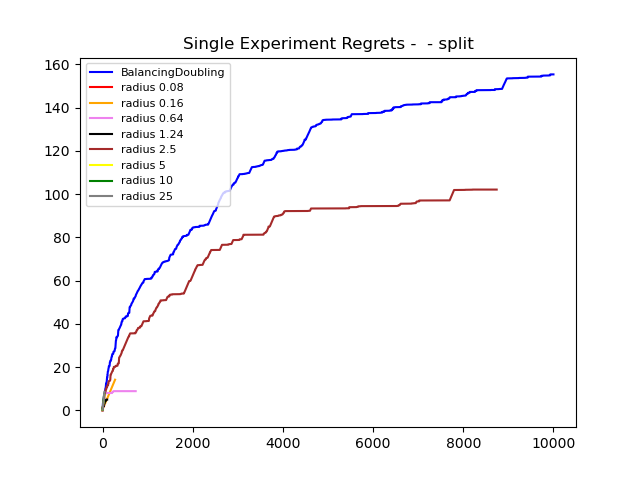 Single Experiment Regrets -  - split
160
140
120
100
80
60
40
20
0
BalancingDoubling
radius 0.08
radius 0.16
radius 0.64
radius 1.24
radius 2.5
radius 5
radius 10
radius 25
0 2000 4000 6000 8000 10000